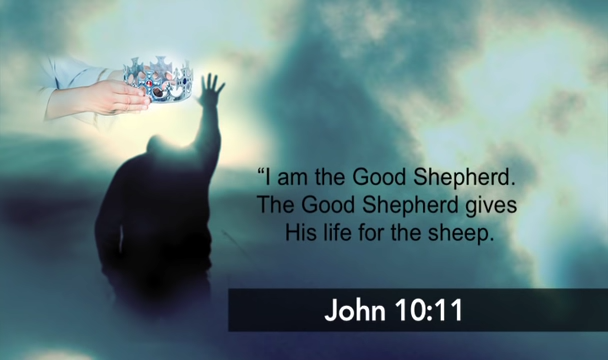 “I am the Good Shepherd.
The Good Shepherd gives
His life for the sheep.
John 10:11